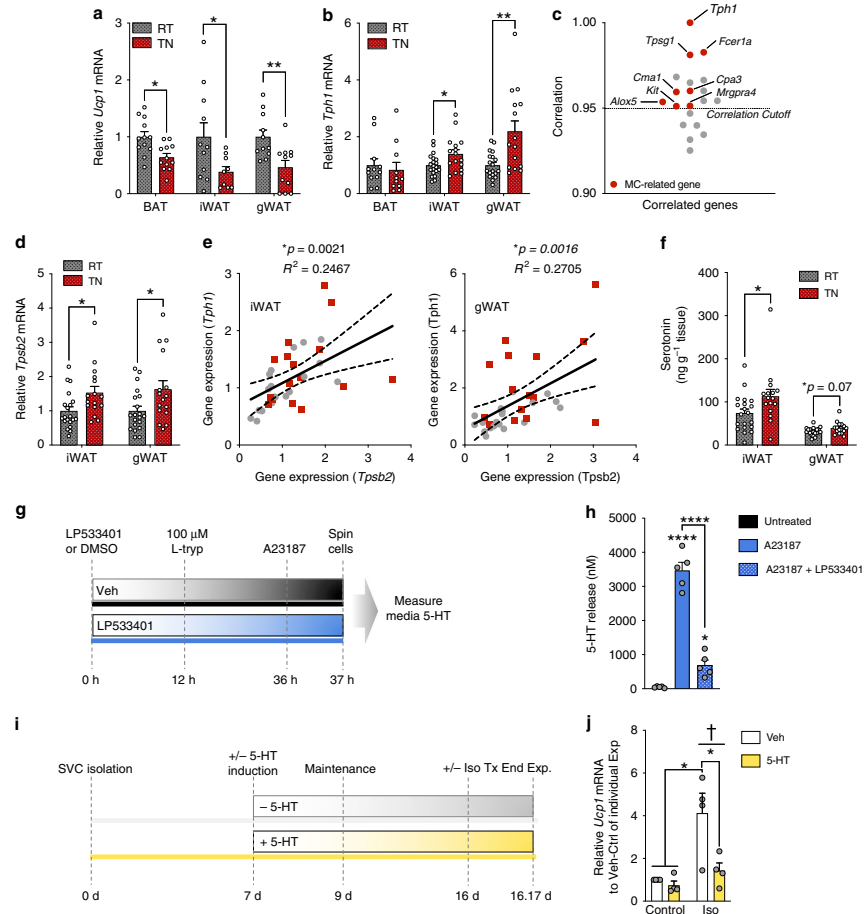 a
RT
TN
Relative Ucp1 mRNA
3
2
1
0
*
*
**
BAT
iWAT
gWAT
b
RT
TN
Relative Tph1 mRNA
6
5
4
3
2
1
0
*
**
BAT
iWAT
gWAT
c
Correlation
1.00
0.95
0.90
Tph1
Tpsg1
Fcer1a
Cma1
Cpa3
Kit
Mrgpra4
Alox5
Correlation Cutoff
MC-related gene
Correlated genes
d
RT
TN
Relative Tpsb2 mRNA
5
4
3
2
1
0
*
*
iWAT
gWAT
e
*p = 0.0021
R² = 0.2467
iWAT
Gene expression (Tph1)
3
2
1
0
0
1
2
3
4
Gene expression (Tpsb2)
*p = 0.0016
R² = 0.2705
gWAT
Gene expression (Tph1)
6
4
2
0
0
1
2
3
4
Gene expression (Tpsb2)
f
RT
TN
Serotonin
(ng g⁻¹ tissue)
400
300
200
100
0
*
*p = 0.07
iWAT
gWAT
g
LP533401
or DMSO
100 µM
L-tryp
A23187
Spin
cells
Veh
LP533401
Measure
media 5-HT
0 h
12 h
36 h
37 h
h
Untreated
A23187
A23187 + LP533401
5-HT release (nM)
5000
4000
3000
2000
1000
0
****
****
*
i
SVC isolation
+/– 5-HT
induction
Maintenance
+/– Iso Tx End Exp.
– 5-HT
+ 5-HT
0 d
7 d
9 d
16 d
16.17 d
j
Veh
5-HT
Relative Ucp1 mRNA
to Veh-Ctrl of individual Exp
8
6
4
2
0
†
*
*
Control
Iso